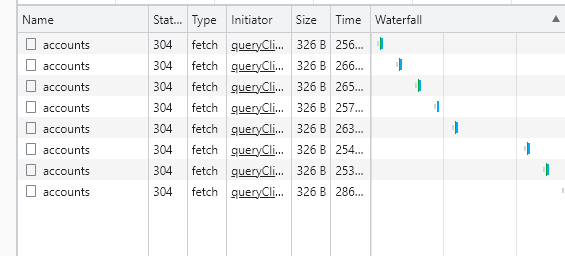 Name Stat... Type Initiator Size Time Waterfall
accounts 304 fetch queryCli... 326 B 256...
accounts 304 fetch queryCli... 326 B 266...
accounts 304 fetch queryCli... 326 B 265...
accounts 304 fetch queryCli... 326 B 257...
accounts 304 fetch queryCli... 326 B 263...
accounts 304 fetch queryCli... 326 B 254...
accounts 304 fetch queryCli... 326 B 253...
accounts 304 fetch queryCli... 326 B 286...